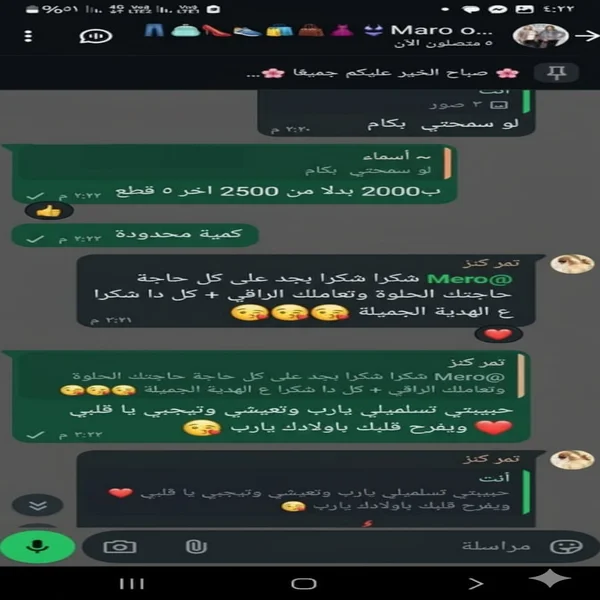 ٤:٢٢
%٥١
Maro o...
٥ متصلون الآن
صباح الخير عليكم جميعًا 🌸 ...🌸
أنت
٣ صور
لو سمحتي بكام
٢:٢٠ م
~ أسماء
لو سمحتي بكام
ب2000 بدلا من 2500 اخر ٥ قطع
٢:٢٢ م
كمية محدودة
٢:٢٢ م
تمر كنز
@Mero شكرا شكرا بجد على كل حاجة
حاجتك الحلوة وتعاملك الراقي + كل دا شكرا
ع الهدية الجميلة 😘😘😘
٢:٢١ م
تمر كنز
@Mero شكرا شكرا بجد على كل حاجة حاجتك الحلوة
وتعاملك الراقي + كل دا شكرا ع الهدية الجميلة 😘😘😘
حبيبتي تسلميلي يارب وتعيشي وتيجبي يا قلبي
❤️ ويفرح قلبك باولادك يارب 😘
٢:٢٢ م
تمر كنز
أنت
حبيبتي تسلميلي يارب وتعيشي وتيجبي يا قلبي ❤️
ويفرح قلبك باولادك يارب 😘
مراسلة